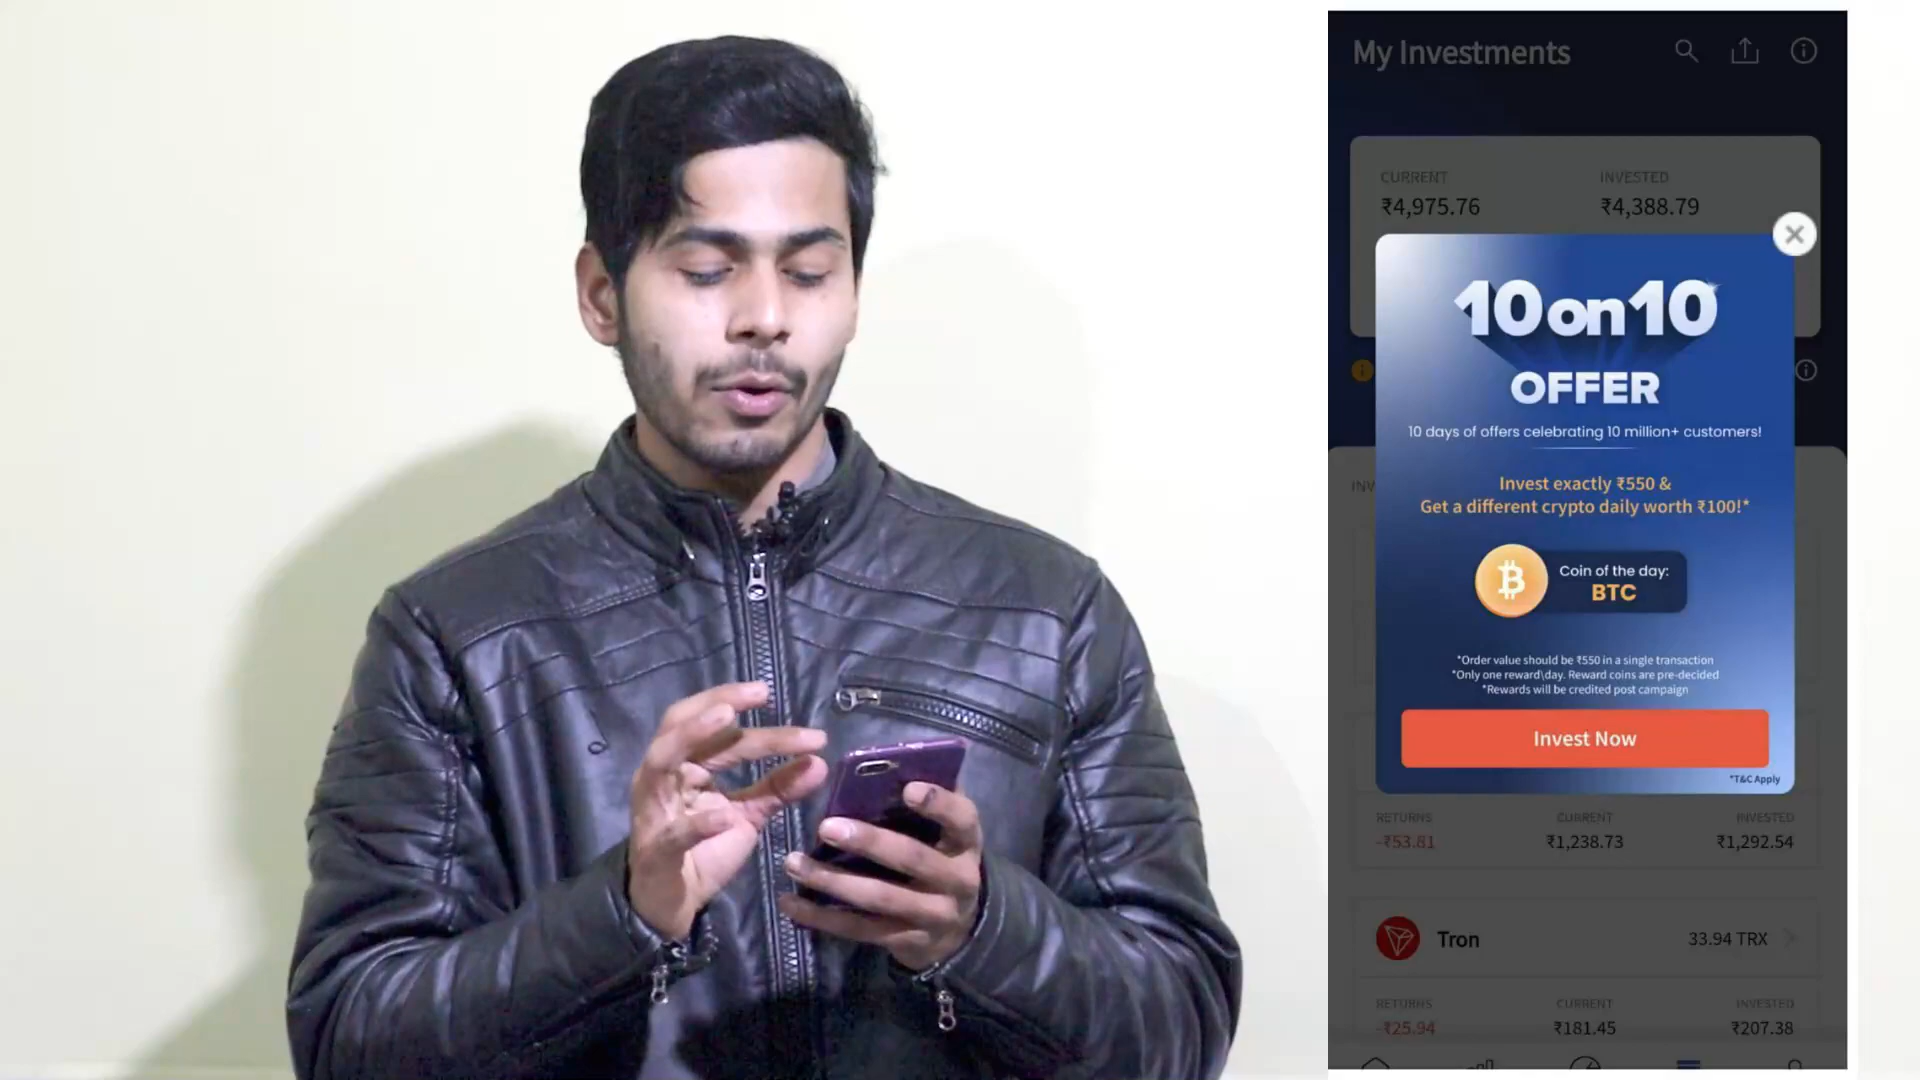 My Investments
CURRENT INVESTED
₹4,975.76 ₹4,388.79
10 on 10
OFFER
10 days of offers celebrating 10 million+ customers!
Invest exactly ₹550 &
Get a different crypto daily worth ₹100!*
Coin of the day:
BTC
*Order value should be ₹550 in a single transaction
*Only one reward\day. Reward coins are pre-decided
*Rewards will be credited post campaign
Invest Now
*T&C Apply
INV
RETURNS CURRENT INVESTED
-₹53.81 ₹1,238.73 ₹1,292.54
Tron 33.94 TRX
RETURNS CURRENT INVESTED
-₹25.94 ₹181.45 ₹207.38